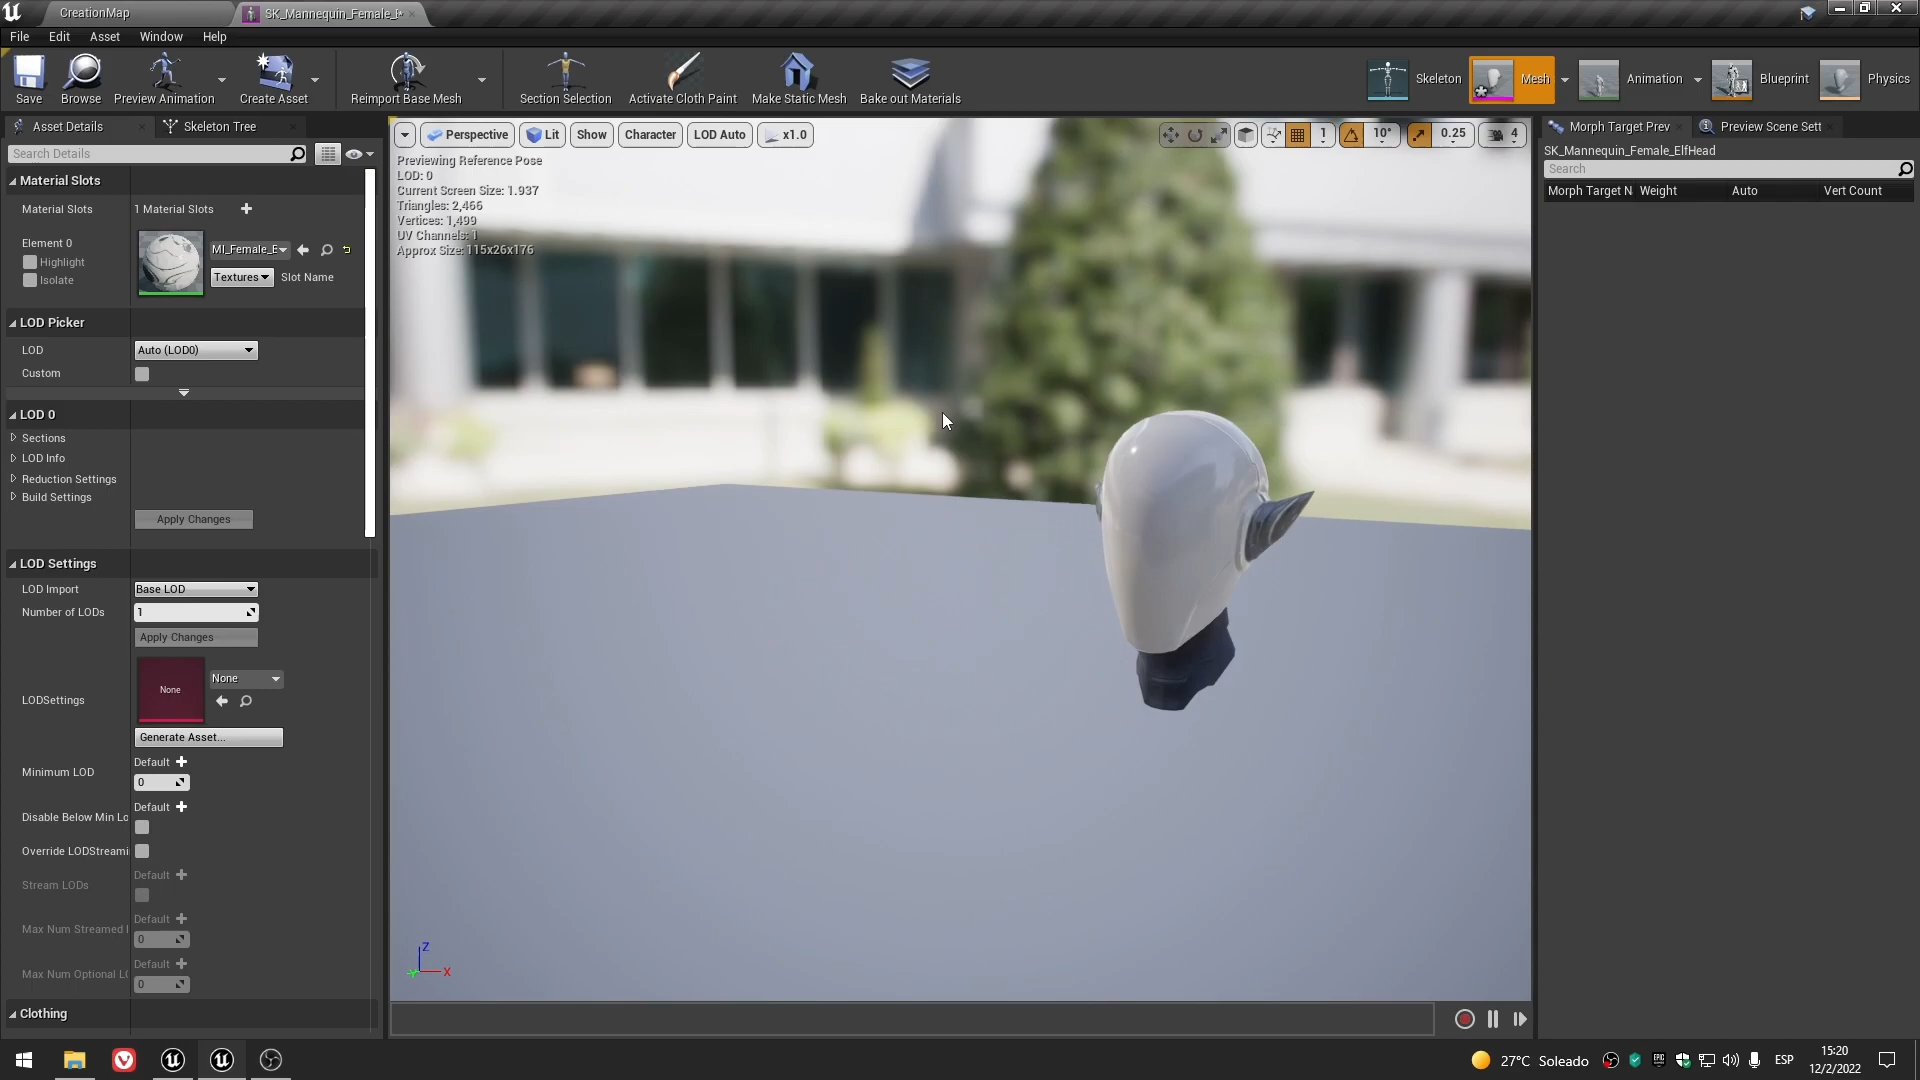 CreationMap
SK_Mannequin_Female_E*
File Edit Asset Window Help
Save Browse Preview Animation Create Asset Reimport Base Mesh Section Selection Activate Cloth Paint Make Static Mesh Bake out Materials Skeleton Mesh Animation Blueprint Physics
Asset Details Skeleton Tree
Search Details
Material Slots
Material Slots 1 Material Slots
Element 0
Highlight
Isolate
MI_Female_E
Textures Slot Name
LOD Picker
LOD Auto (LOD0)
Custom
LOD 0
Sections
LOD Info
Reduction Settings
Build Settings
Apply Changes
LOD Settings
LOD Import Base LOD
Number of LODs 1
Apply Changes
LODSettings None None
Generate Asset...
Minimum LOD Default
0
Disable Below Min Lo Default
Override LODStreami
Stream LODs Default
Max Num Streamed Default
0
Max Num Optional LO Default
0
Clothing
Perspective Lit Show Character LOD Auto x1.0 1 10° 0.25 4
Previewing Reference Pose
LOD: 0
Current Screen Size: 1.937
Triangles: 2,466
Vertices: 1,499
UV Channels: 1
Approx Size: 115x26x176
Z
X
Morph Target Prev Preview Scene Sett
SK_Mannequin_Female_ElfHead
Search
Morph Target N Weight Auto Vert Count
27°C Soleado ESP
15:20
12/2/2022